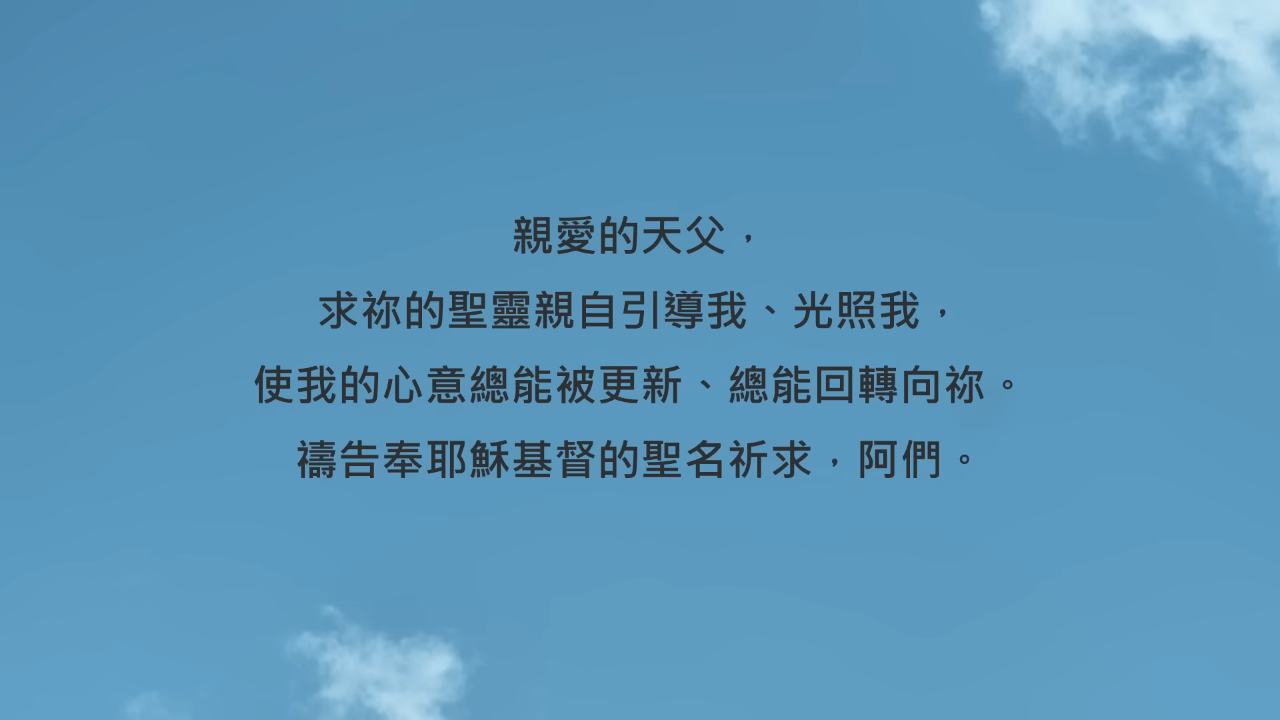 親愛的天父，
求祢的聖靈親自引導我、光照我，
使我的心意總能被更新、總能回轉向祢。
禱告奉耶穌基督的聖名祈求，阿們。